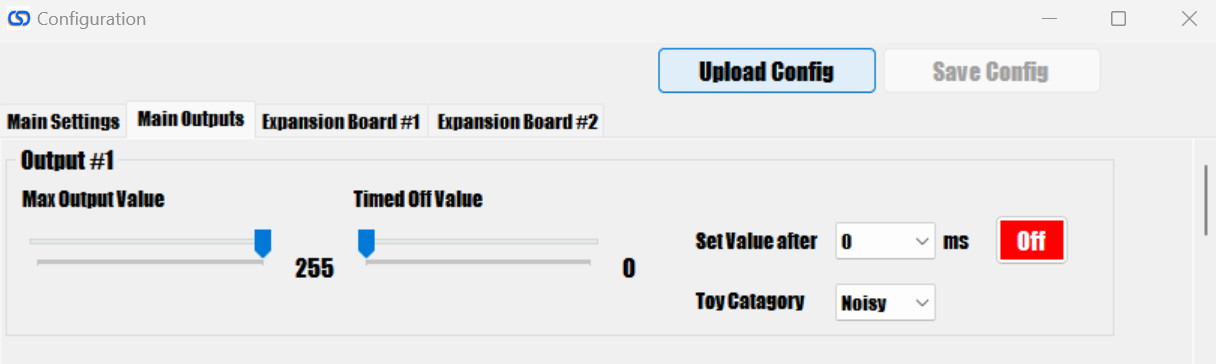 Configuration
Upload Config Save Config
Main Settings Main Outputs Expansion Board #1 Expansion Board #2
Output #1
Max Output Value Timed Off Value
Set Value after 0 ms Off
255 0
Toy Catagory Noisy